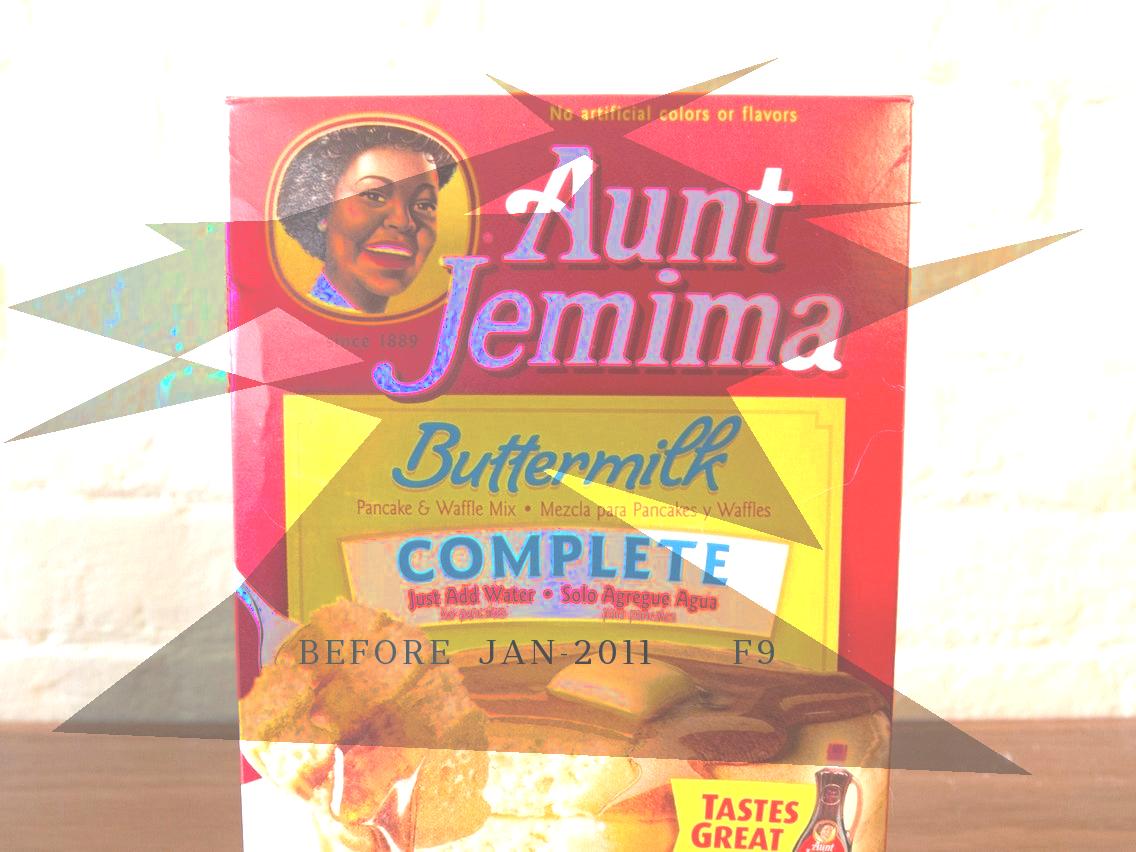 No artificial colors or flavors
Aunt
Jemima
since 1889
Buttermilk
Pancake & Waffle Mix • Mezcla para Pancakes y Waffles
COMPLETE
Just Add Water • Solo Agregue Agua
BEFORE JAN-2011 F9
TASTES
GREAT
Aunt